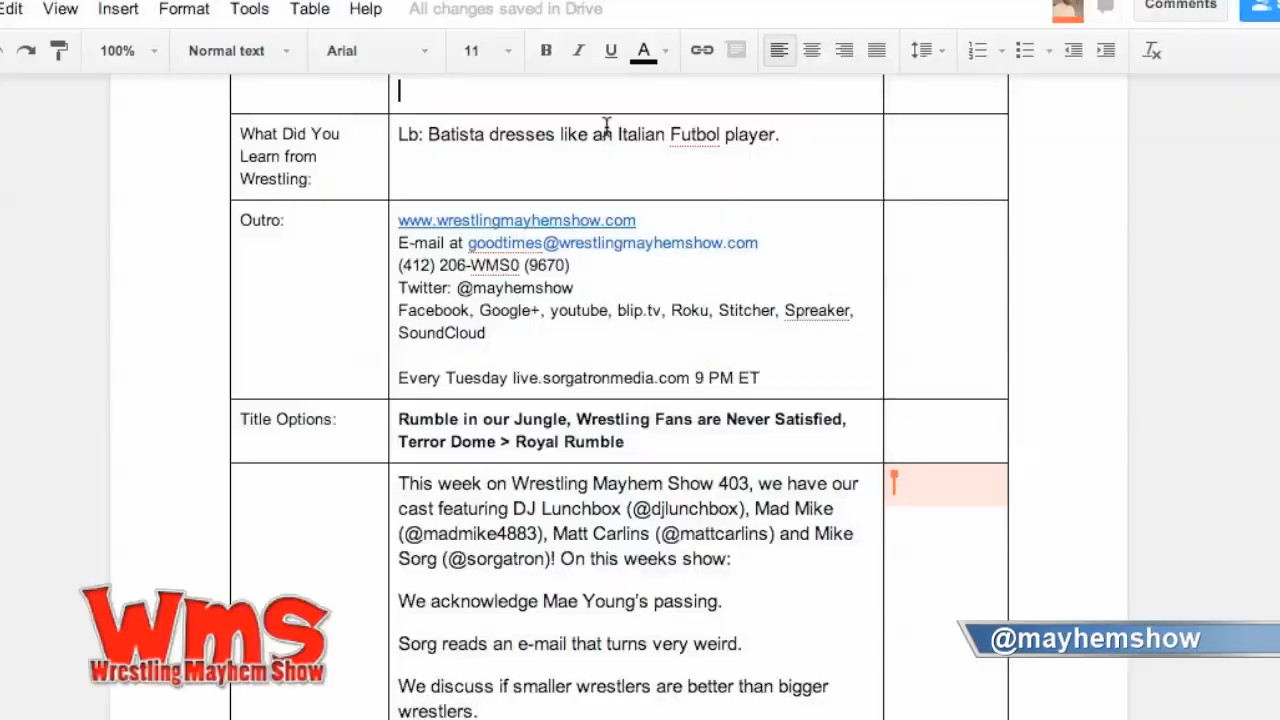 Edit View Insert Format Tools Table Help All changes saved in Drive Comments
100% Normal text Arial 11 B I U A
What Did You
Learn from
Wrestling:
Lb: Batista dresses like an Italian Futbol player.
Outro:
www.wrestlingmayhemshow.com
E-mail at goodtimes@wrestlingmayhemshow.com
(412) 206-WMS0 (9670)
Twitter: @mayhemshow
Facebook, Google+, youtube, blip.tv, Roku, Stitcher, Spreaker,
SoundCloud
Every Tuesday live.sorgatronmedia.com 9 PM ET
Title Options:
Rumble in our Jungle, Wrestling Fans are Never Satisfied,
Terror Dome > Royal Rumble
This week on Wrestling Mayhem Show 403, we have our
cast featuring DJ Lunchbox (@djlunchbox), Mad Mike
(@madmike4883), Matt Carlins (@mattcarlins) and Mike
Sorg (@sorgatron)! On this weeks show:
We acknowledge Mae Young's passing.
Sorg reads an e-mail that turns very weird.
We discuss if smaller wrestlers are better than bigger
wrestlers.
WMS
Wrestling Mayhem Show
@mayhemshow